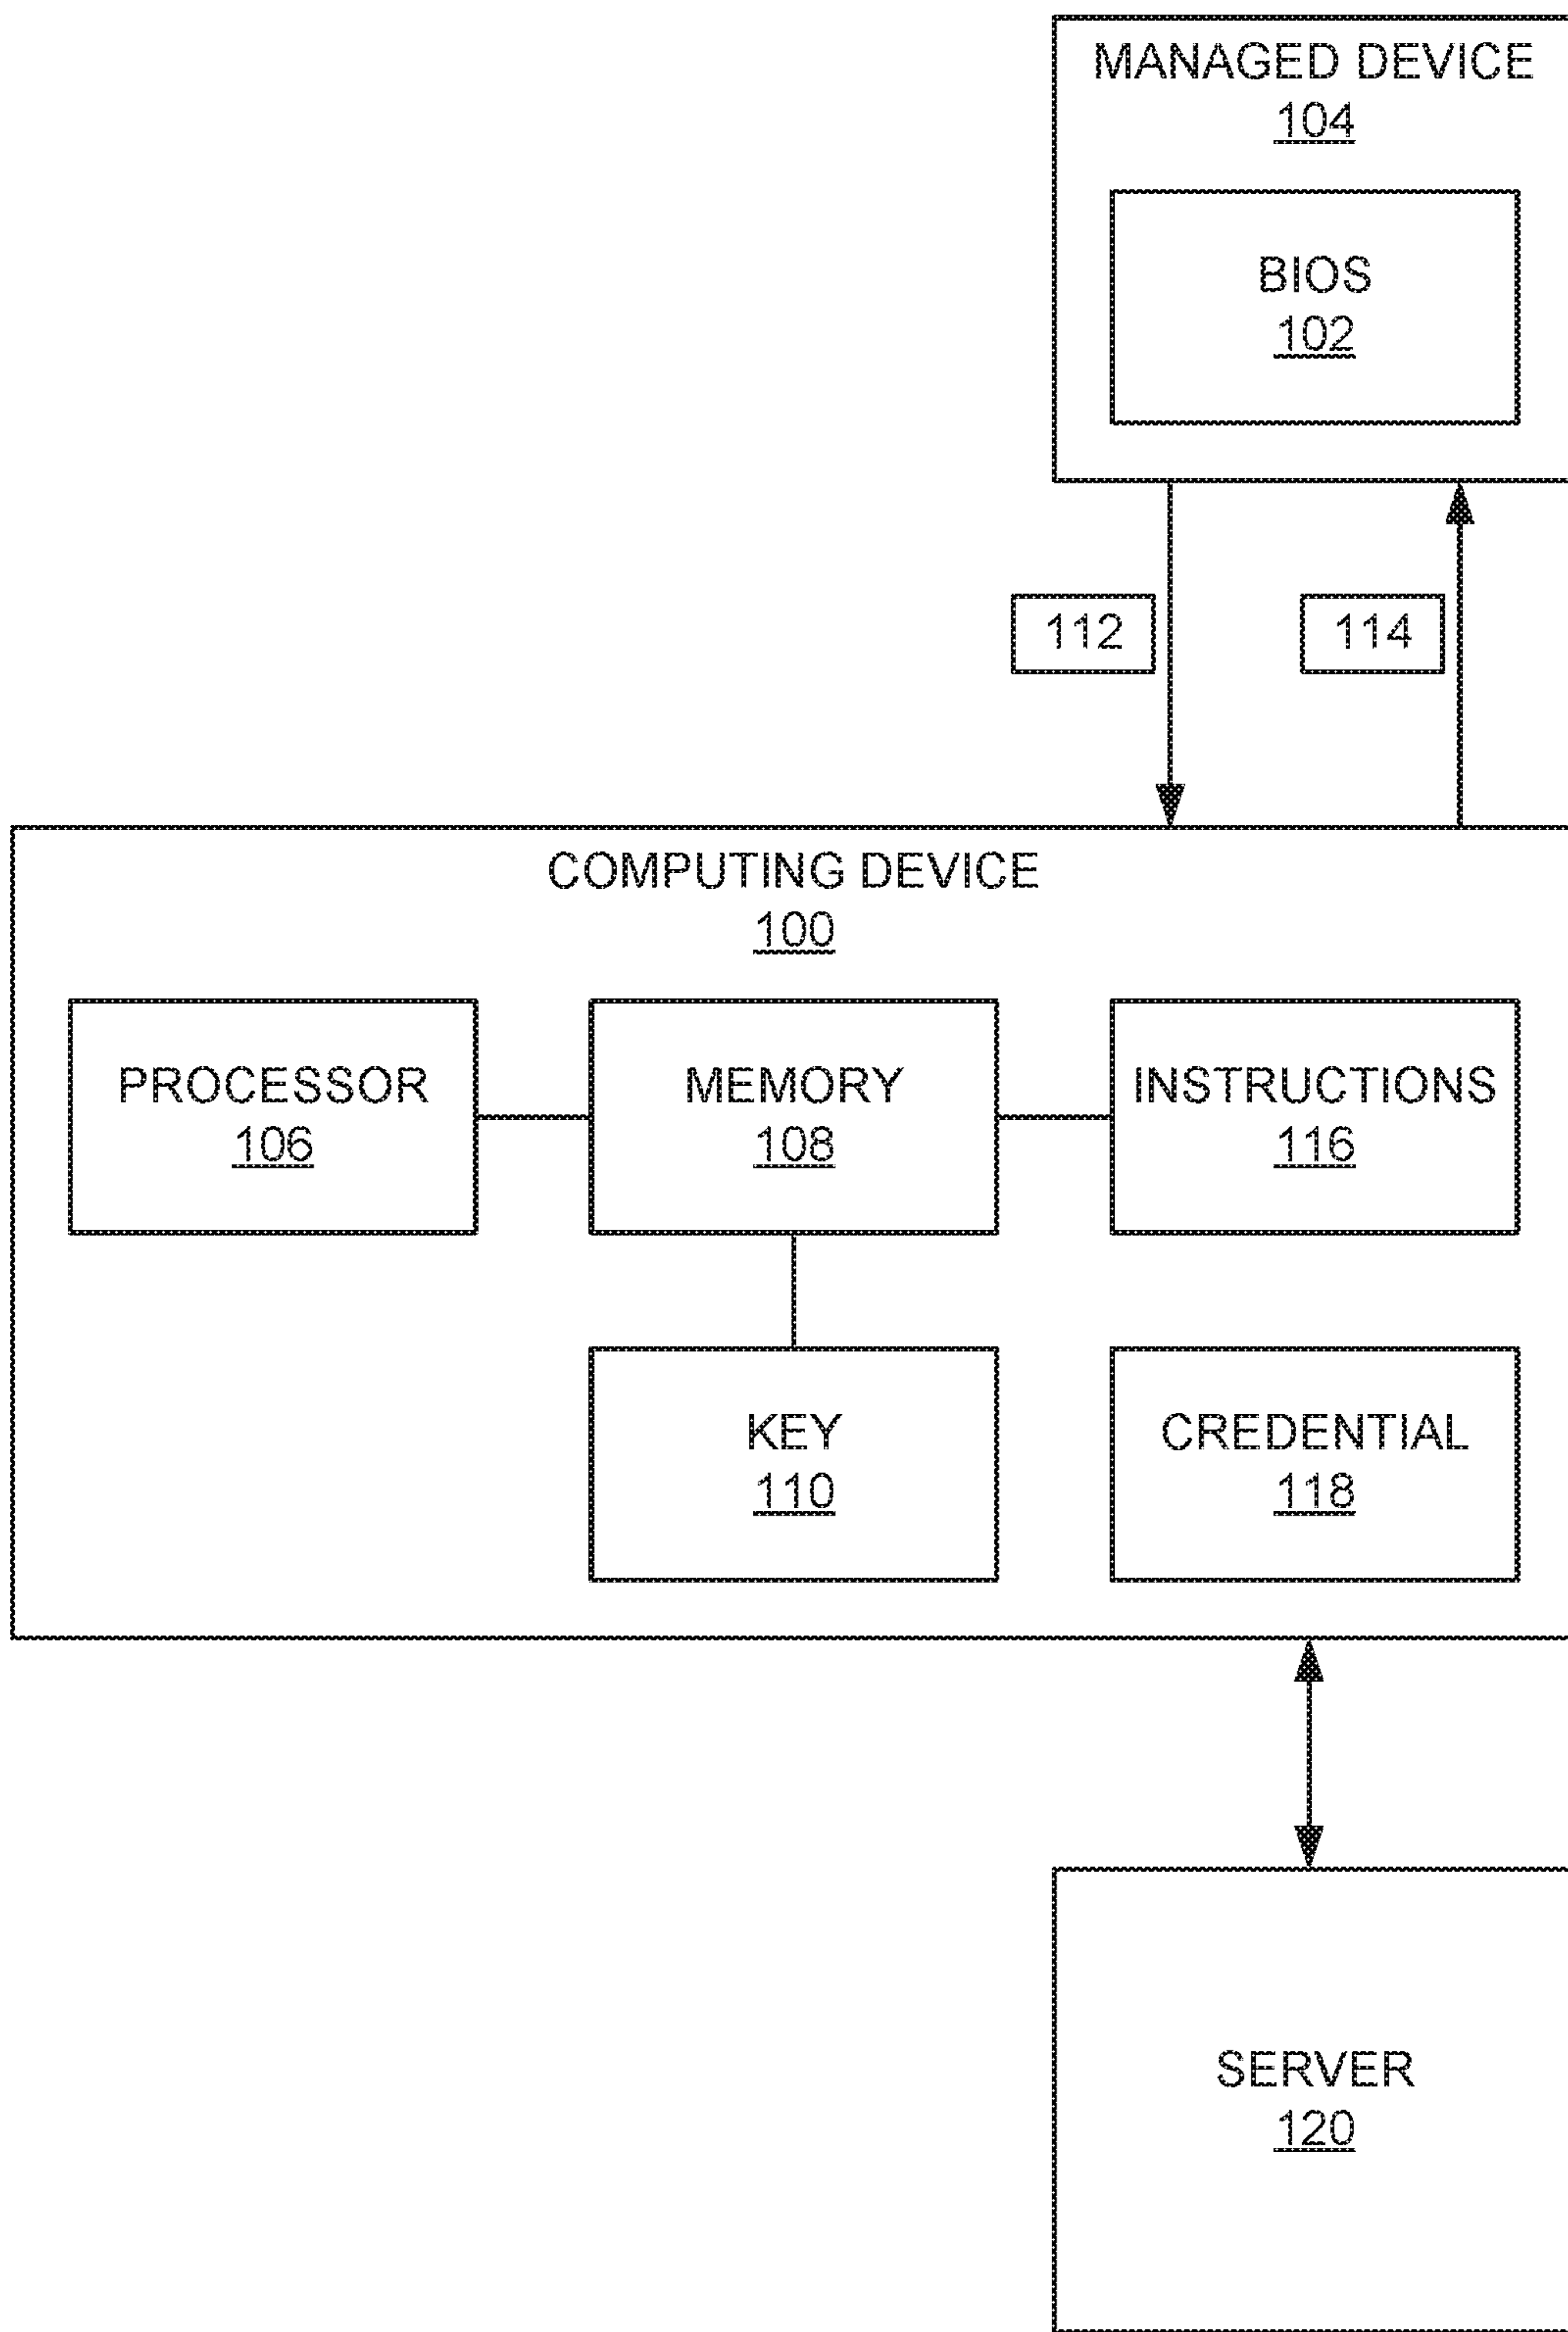 MANAGED DEVICE
104
BIOS
102
112
114
COMPUTING DEVICE
100
PROCESSOR
106
MEMORY
108
INSTRUCTIONS
116
KEY
110
CREDENTIAL
118
SERVER
120